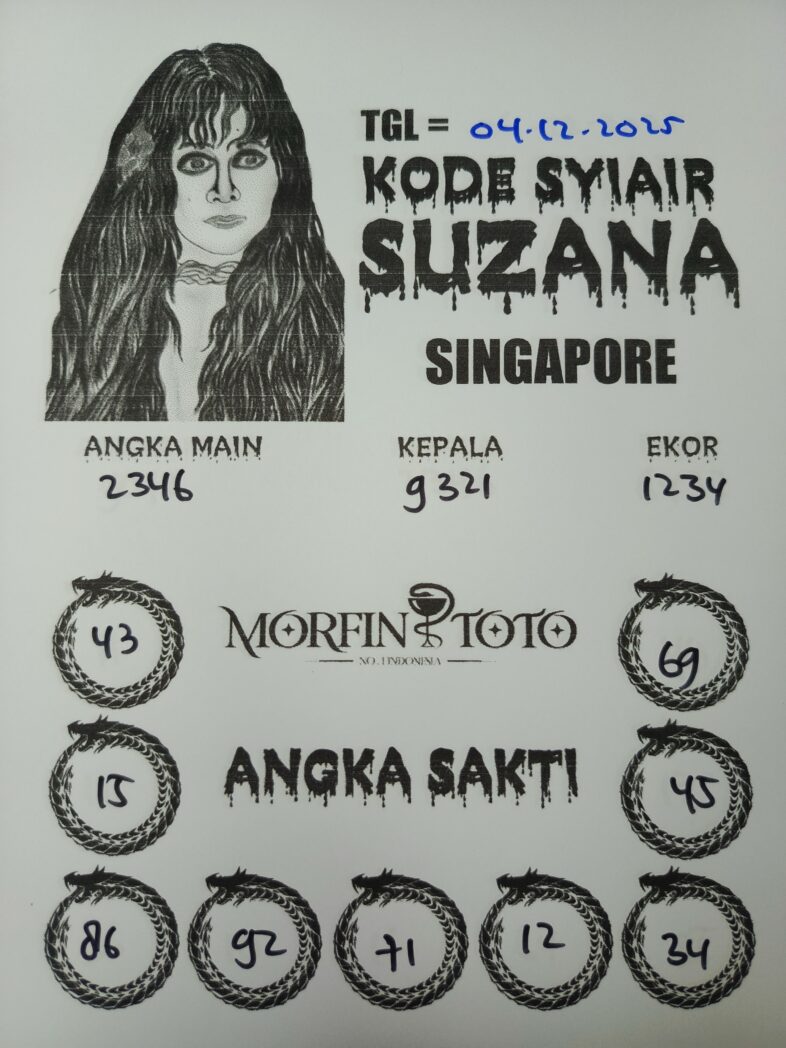 TGL = 04.12.2025
KODE SYIAIR
SUZANA
SINGAPORE
ANGKA MAIN KEPALA EKOR
2346 9321 1234
MORFIN TOTO
NO.1 INDONESIA
43 69
ANGKA SAKTI
15 45
86 92 71 12 34